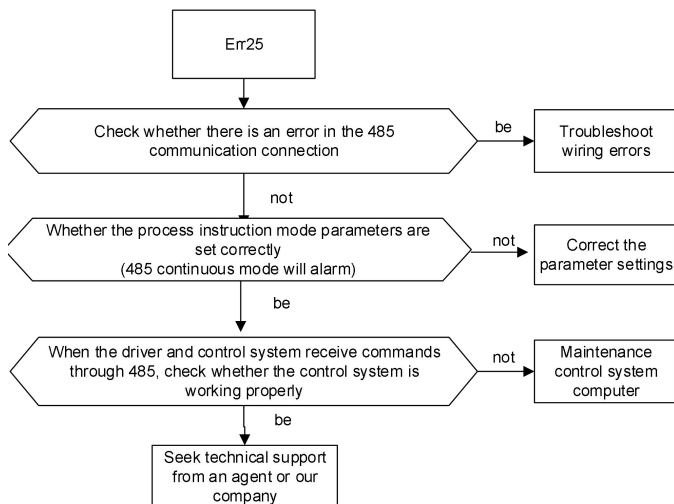 Err25
Check whether there is an error in the 485
communication connection
be
Troubleshoot
wiring errors
not
Whether the process instruction mode parameters are
set correctly
(485 continuous mode will alarm)
not
Correct the
parameter settings
be
When the driver and control system receive commands
through 485, check whether the control system is
working properly
not
Maintenance
control system
computer
be
Seek technical support
from an agent or our
company